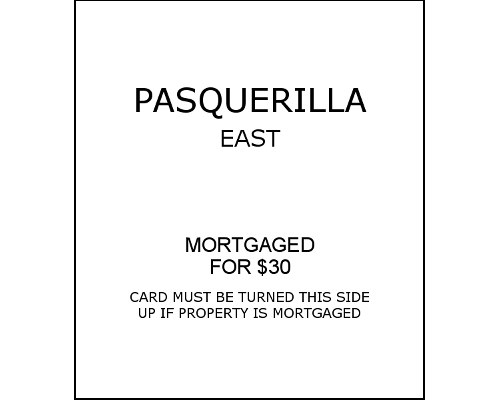 PASQUERILLA
EAST
MORTGAGED
FOR $30
CARD MUST BE TURNED THIS SIDE
UP IF PROPERTY IS MORTGAGED